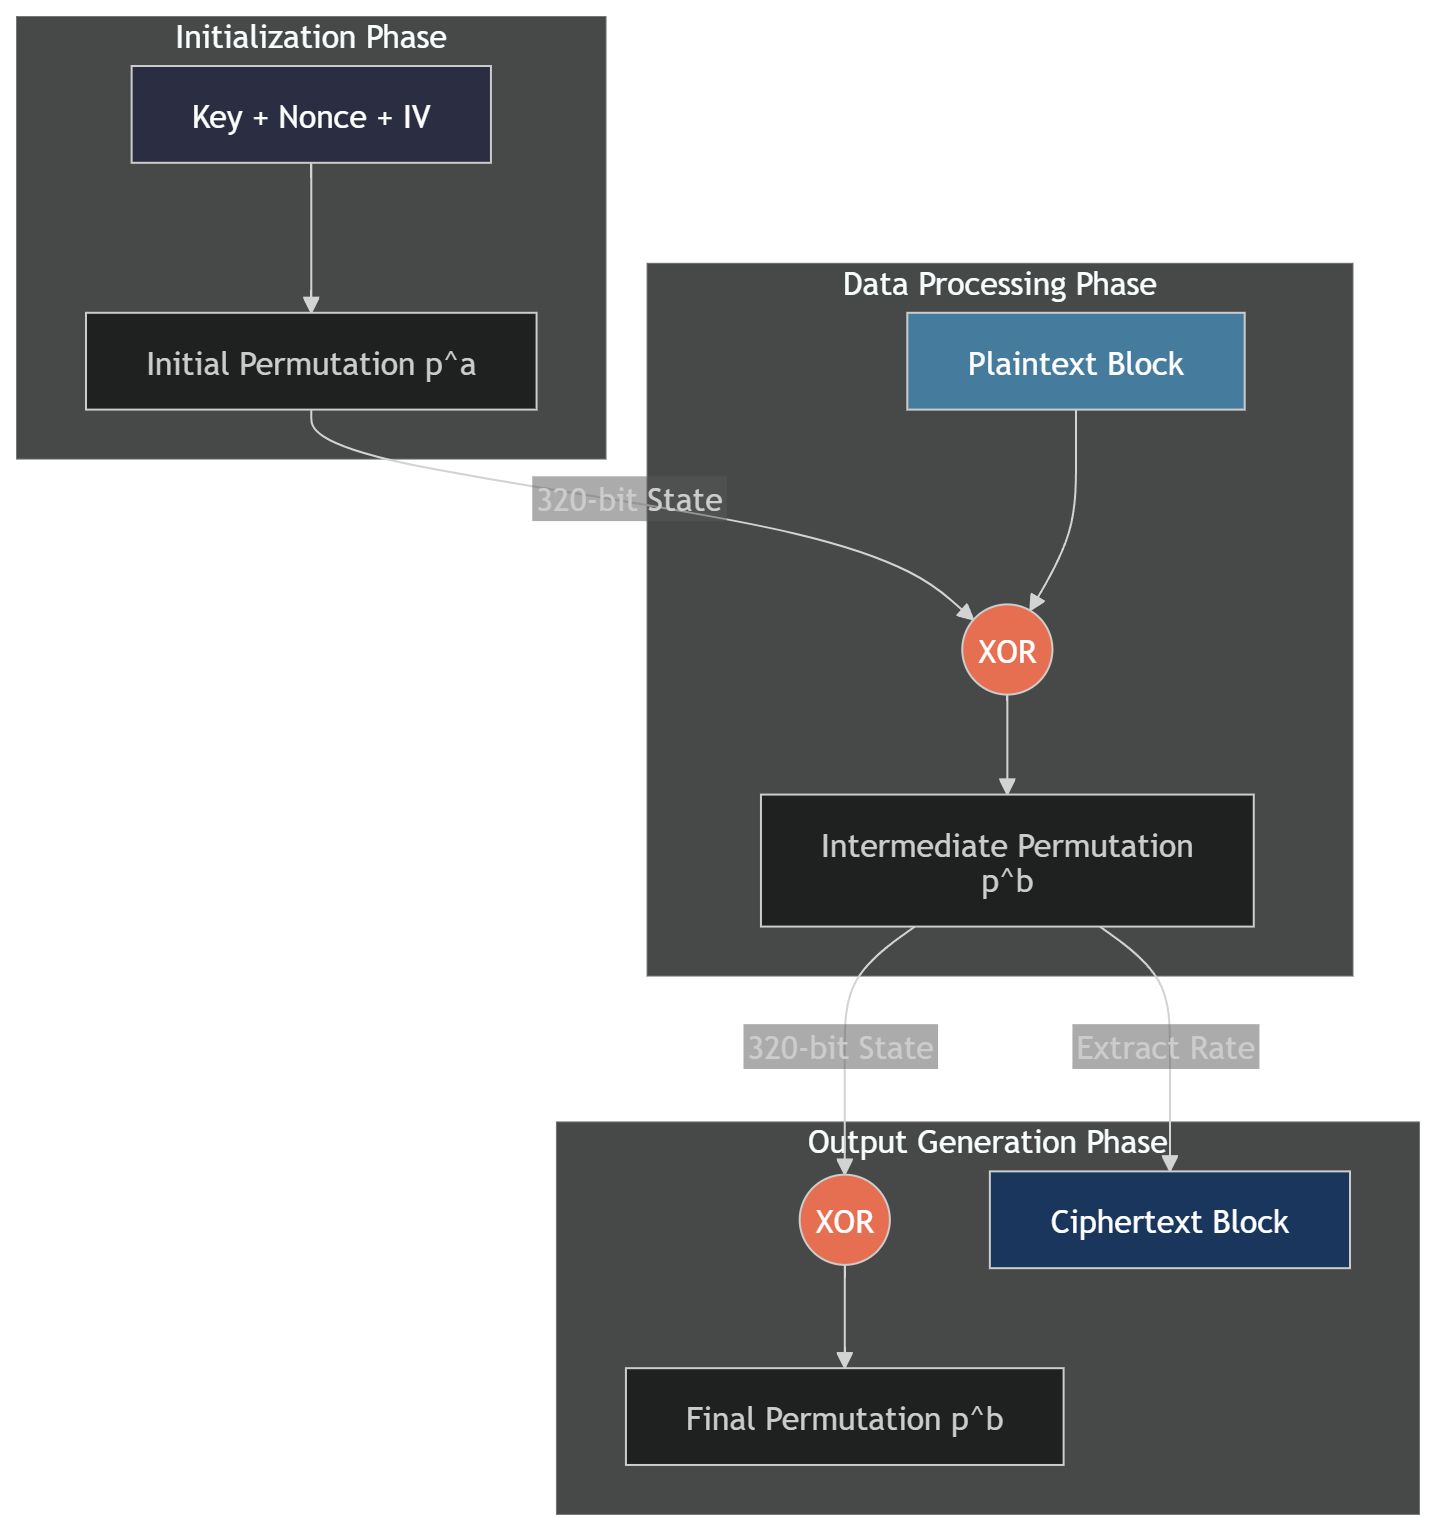 Initialization Phase
Key + Nonce + IV
Initial Permutation p^a
320-bit State
Data Processing Phase
Plaintext Block
XOR
Intermediate Permutation
p^b
320-bit State
Extract Rate
Output Generation Phase
XOR
Ciphertext Block
Final Permutation p^b